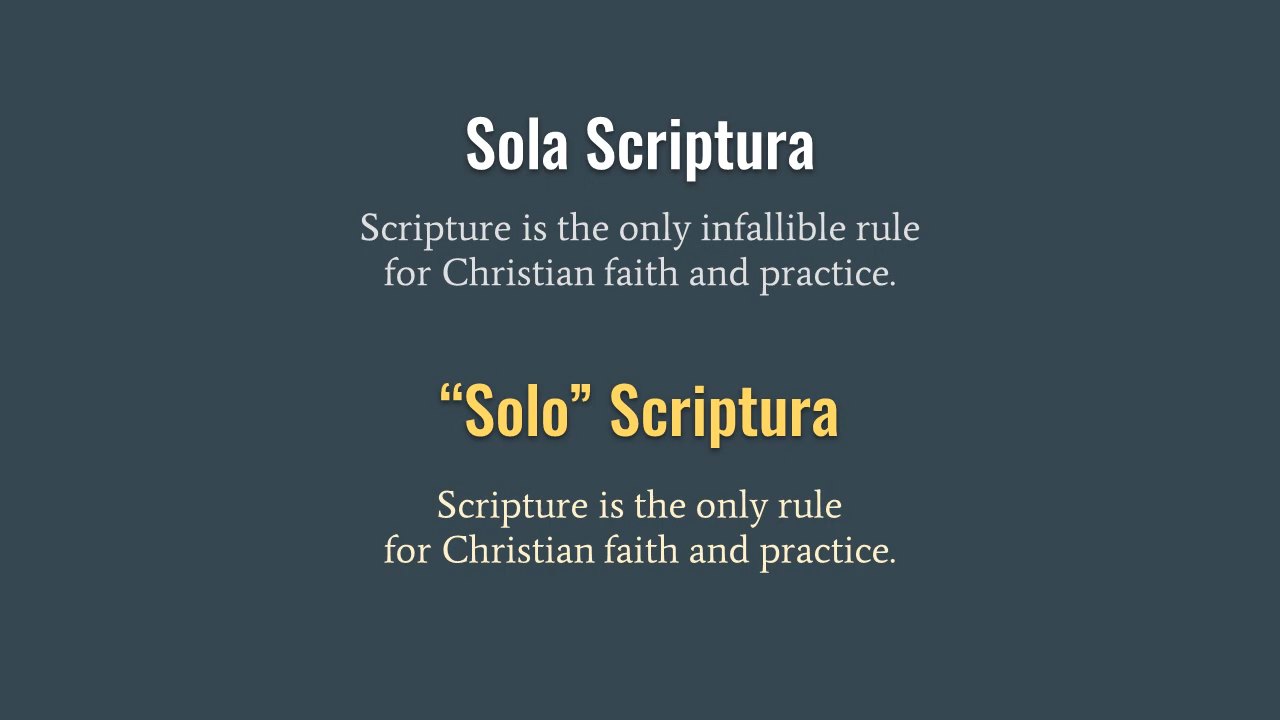 Sola Scriptura
Scripture is the only infallible rule
for Christian faith and practice.
“Solo” Scriptura
Scripture is the only rule
for Christian faith and practice.